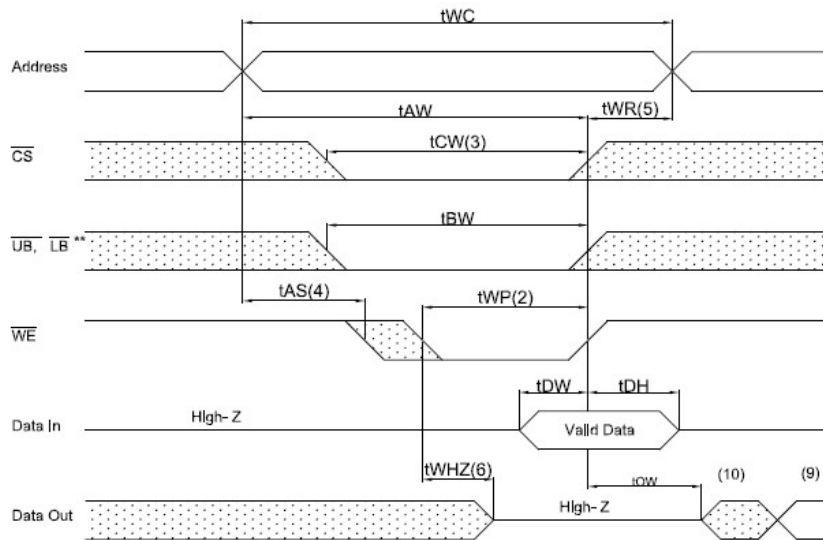 tWC
Address
tAW
tWR(5)
CS
tCW(3)
UB, LB **
tBW
tAS(4)
tWP(2)
WE
tDW
tDH
Data In
High-Z
Valid Data
tWHZ(6)
tOW
(10)
(9)
Data Out
High-Z